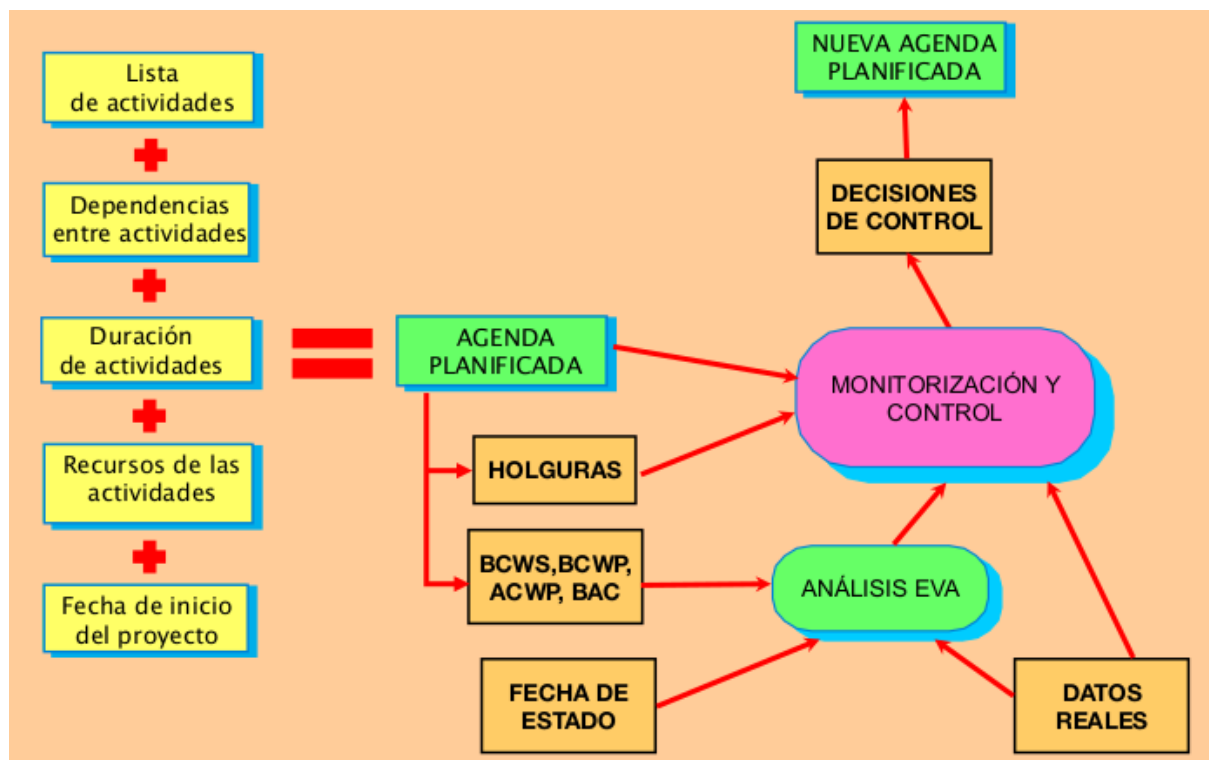 Lista
de actividades
Dependencias
entre actividades
Duración
de actividades
Recursos de las
actividades
Fecha de inicio
del proyecto
AGENDA
PLANIFICADA
HOLGURAS
BCWS,BCWP,
ACWP, BAC
FECHA DE
ESTADO
NUEVA AGENDA
PLANIFICADA
DECISIONES
DE CONTROL
MONITORIZACIÓN Y
CONTROL
ANÁLISIS EVA
DATOS
REALES